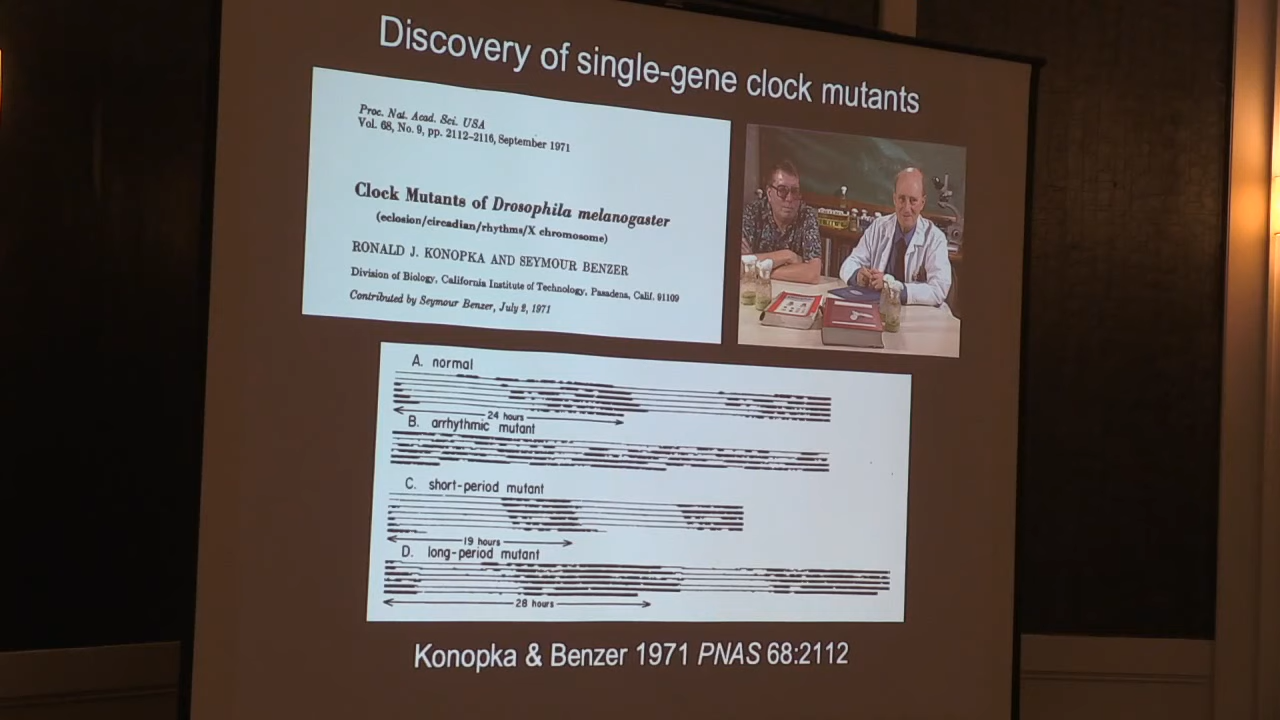 Discovery of single-gene clock mutants
Proc. Nat. Acad. Sci. USA
Vol. 68, No. 9, pp. 2112-2116, September 1971
Clock Mutants of Drosophila melanogaster
(eclosion/circadian/rhythms/X chromosome)
RONALD J. KONOPKA AND SEYMOUR BENZER
Division of Biology, California Institute of Technology, Pasadena, Calif. 91109
Contributed by Seymour Benzer, July 2, 1971
A. normal
24 hours
B. arrhythmic mutant
C. short-period mutant
19 hours
D. long-period mutant
28 hours
Konopka & Benzer 1971 PNAS 68:2112